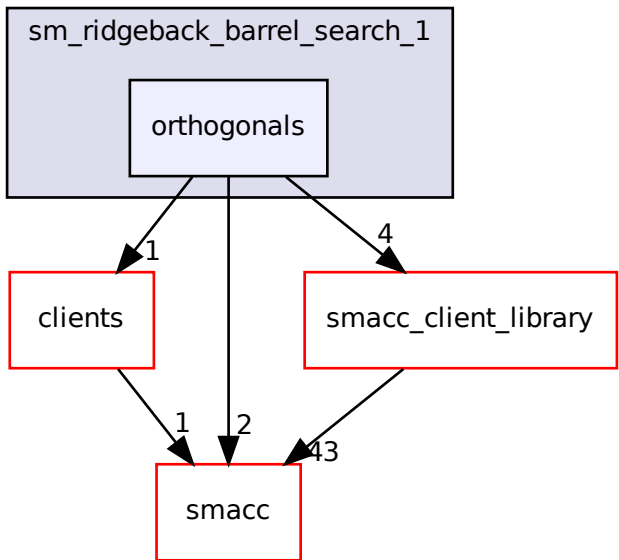 sm_ridgeback_barrel_search_1
orthogonals
1
4
clients
smacc_client_library
1
2
43
smacc